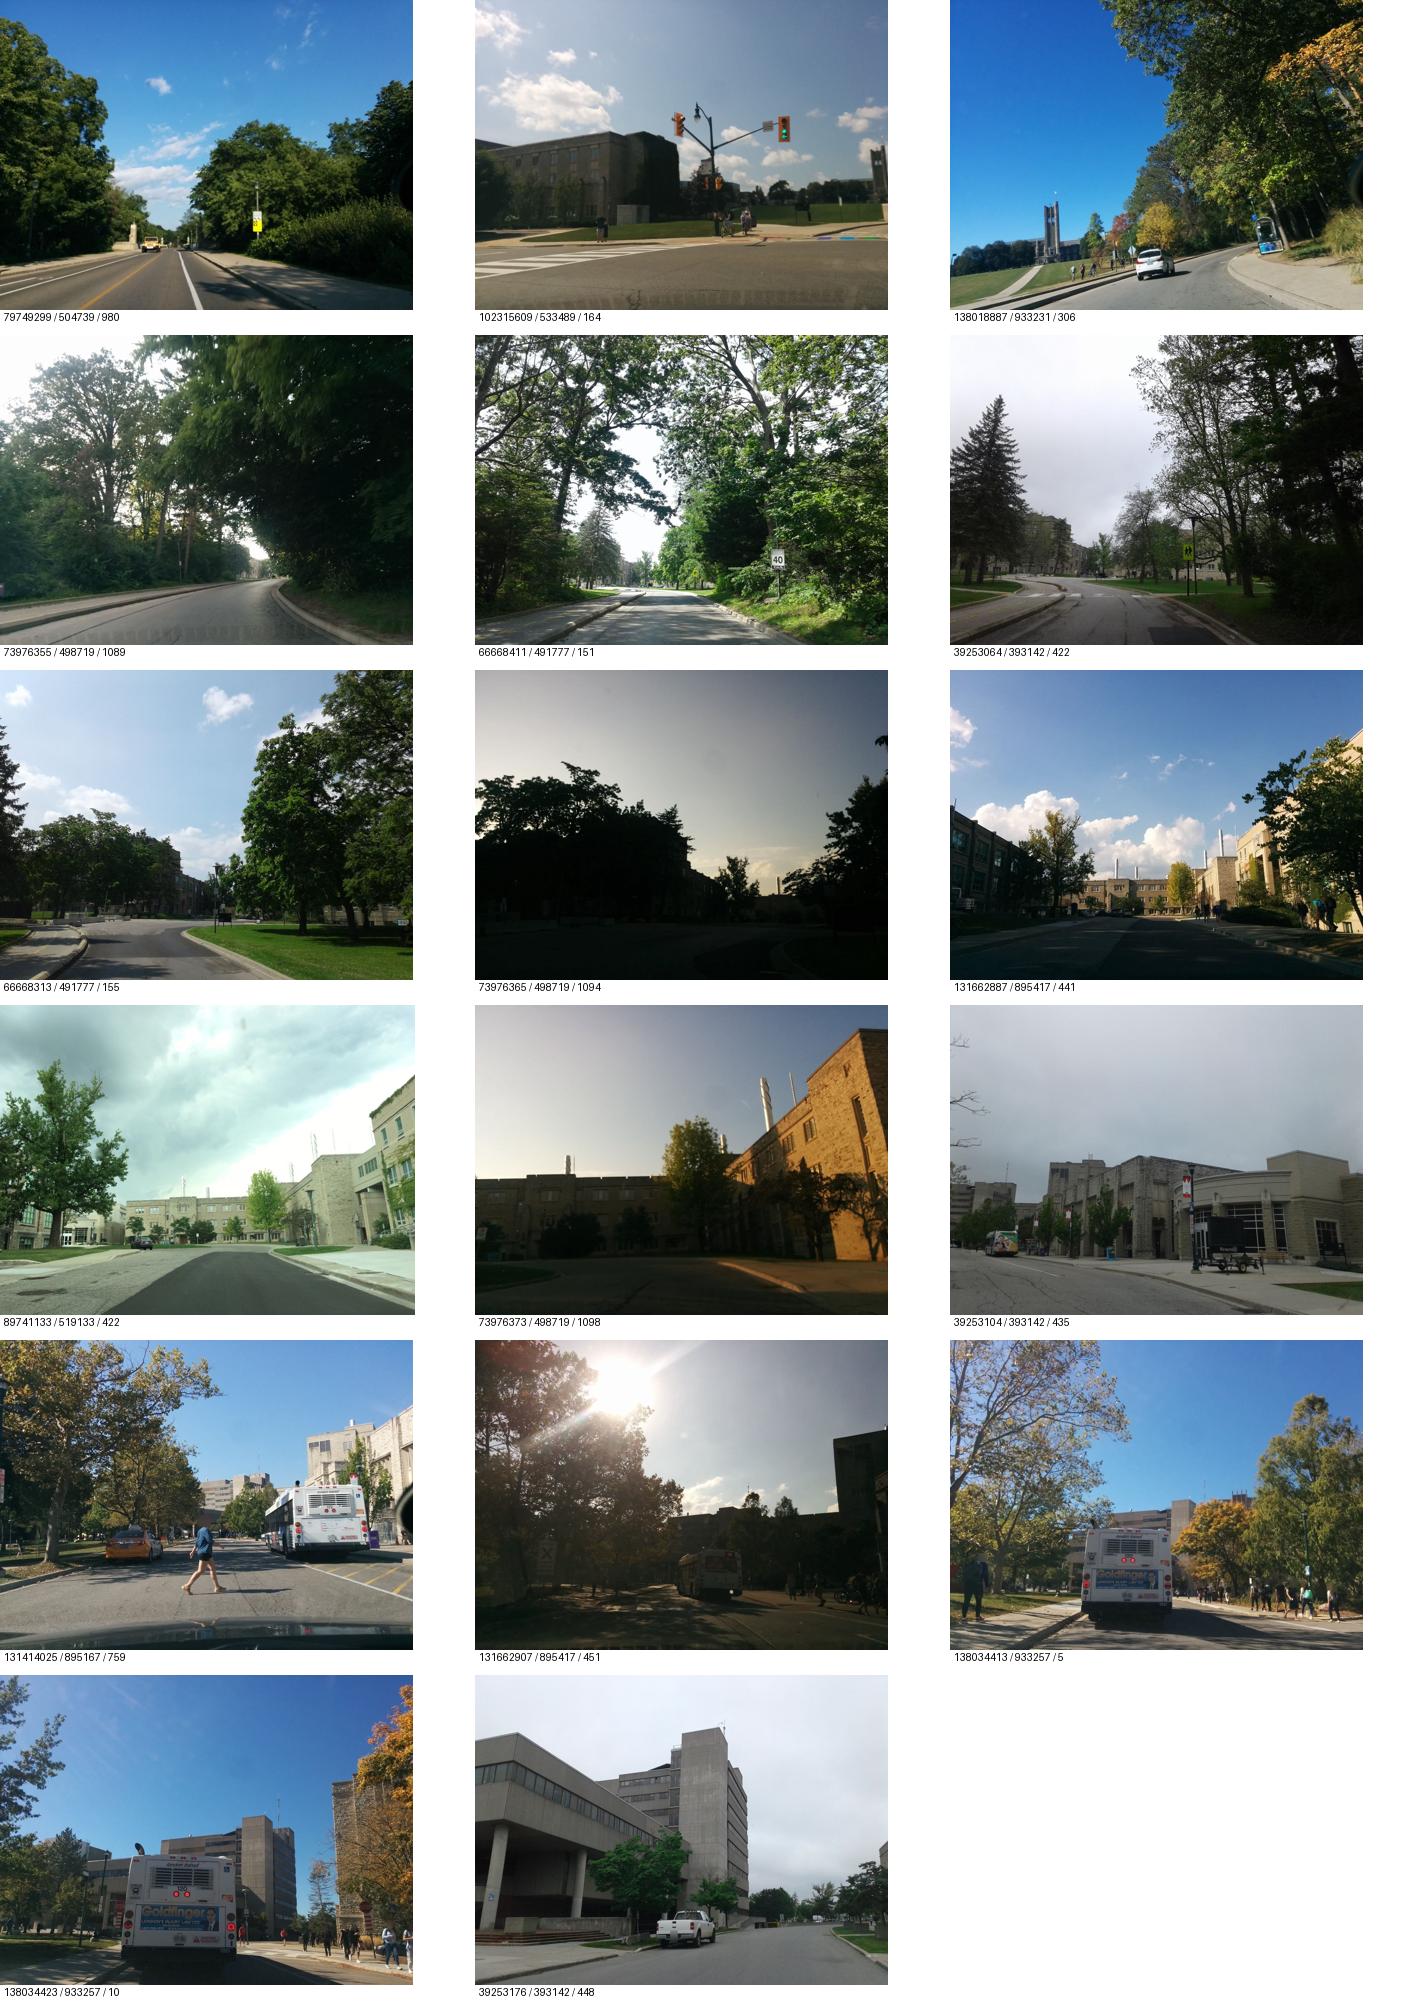 79749299 / 504739 / 980
102315609 / 533489 / 164
138018887 / 933231 / 306
40
73976355 / 498719 / 1089
66668411 / 491777 / 151
39253064 / 393142 / 422
66668313 / 491777 / 155
73976365 / 498719 / 1094
131662887 / 895417 / 441
89741133 / 519133 / 422
73976373 / 498719 / 1098
39253104 / 393142 / 435
131414025 / 895167 / 759
131662907 / 895417 / 451
Goldfinger
138034413 / 933257 / 5
Goldfinger
138034423 / 933257 / 10
39253176 / 393142 / 448